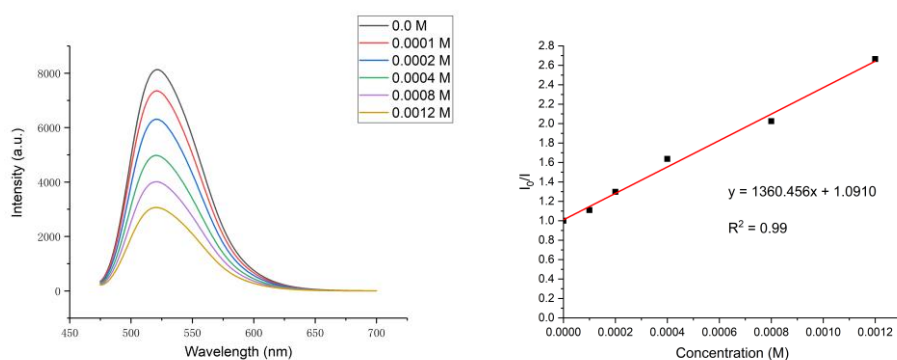 0.0 M
0.0001 M
0.0002 M
0.0004 M
0.0008 M
0.0012 M
8000
6000
4000
2000
0
Intensity (a.u.)
450 500 550 600 650 700
Wavelength (nm)
2.8
2.6
2.4
2.2
2.0
1.8
1.6
1.4
1.2
1.0
0.8
0.6
0.4
0.2
0.0
I0/I
y = 1360.456x + 1.0910
R2 = 0.99
0.0000 0.0002 0.0004 0.0006 0.0008 0.0010 0.0012
Concentration (M)